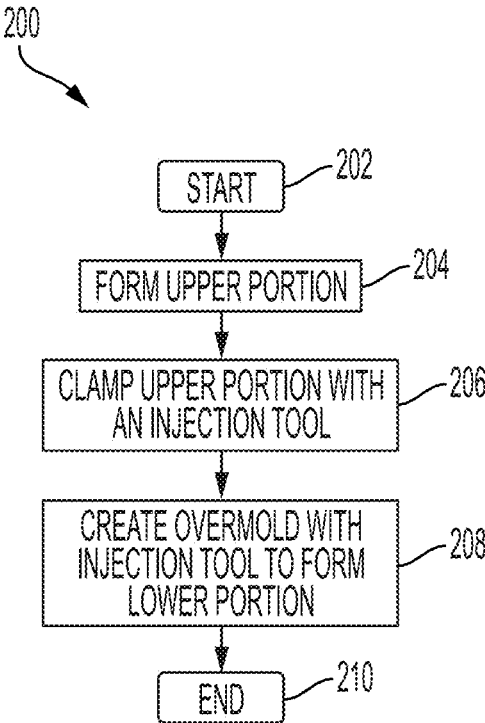 200
START
202
FORM UPPER PORTION
204
CLAMP UPPER PORTION WITH
AN INJECTION TOOL
206
CREATE OVERMOLD WITH
INJECTION TOOL TO FORM
LOWER PORTION
208
END
210